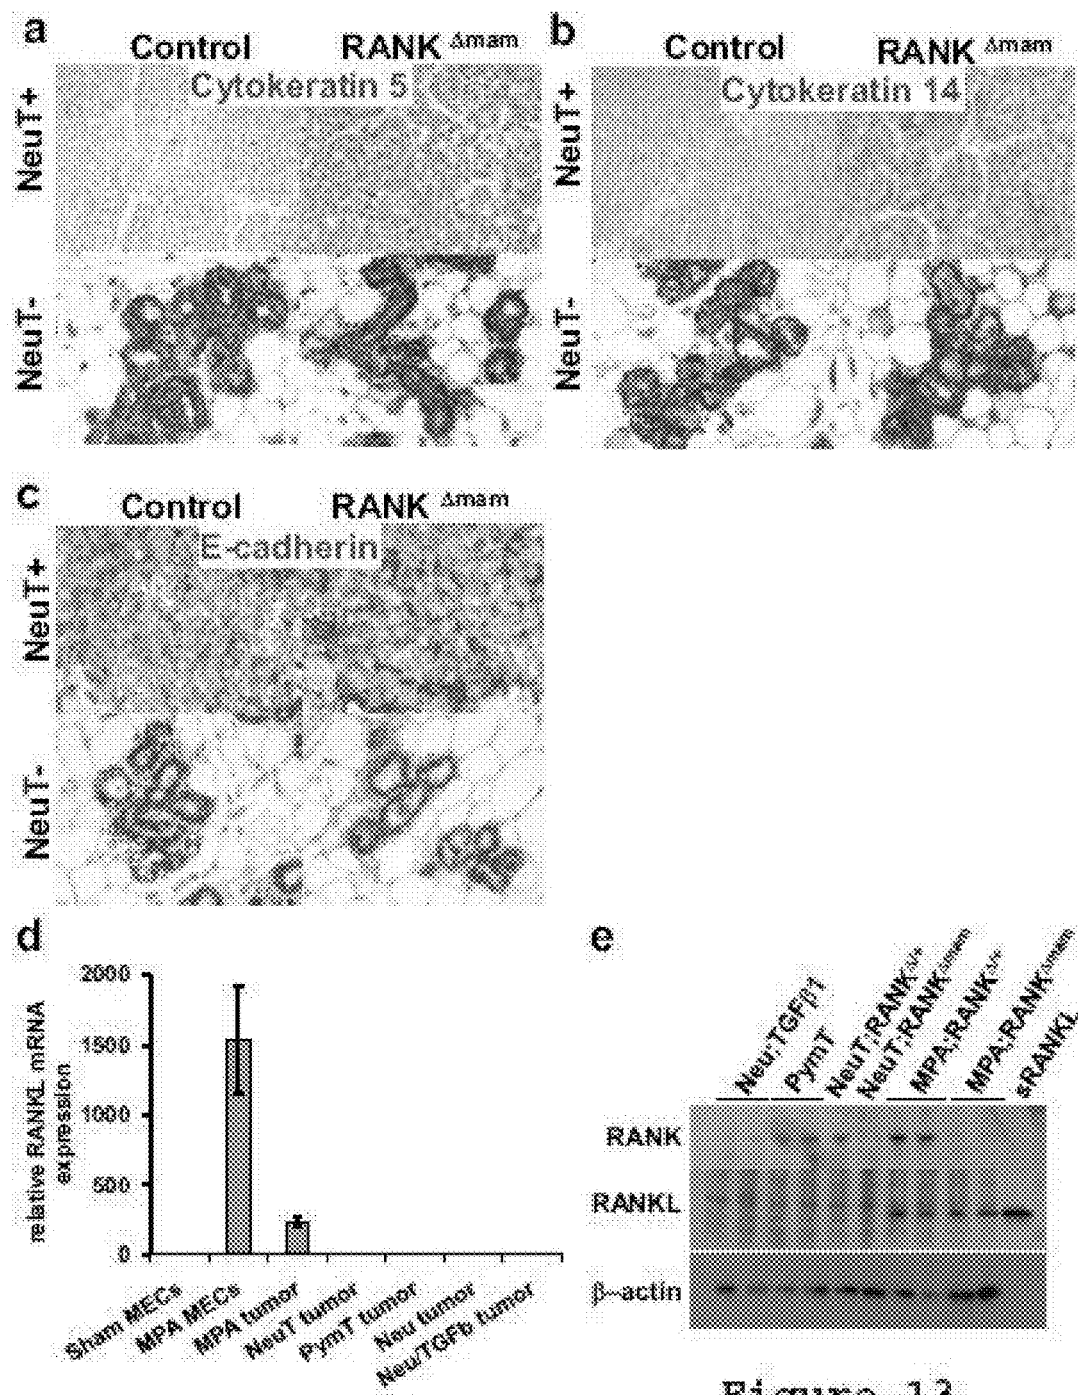 a
Control RANK Δmam
Cytokeratin 5
NeuT+
NeuT-
b
Control RANK Δmam
Cytokeratin 14
NeuT+
NeuT-
c
Control RANK Δmam
E-cadherin
NeuT+
NeuT-
d
relative RANKL mRNA
expression
2000
1500
1000
500
0
Sham MECs
MPA MECs
MPA tumor
NeuT tumor
PymT tumor
Neu tumor
Neu/TGFb tumor
e
Neu;TGFβ1
PymT
NeuT;RANKΔ/+
NeuT;RANKΔmam
MPA;RANKΔ/+
MPA;RANKΔmam
sRANKL
RANK
RANKL
β-actin
Figure 13